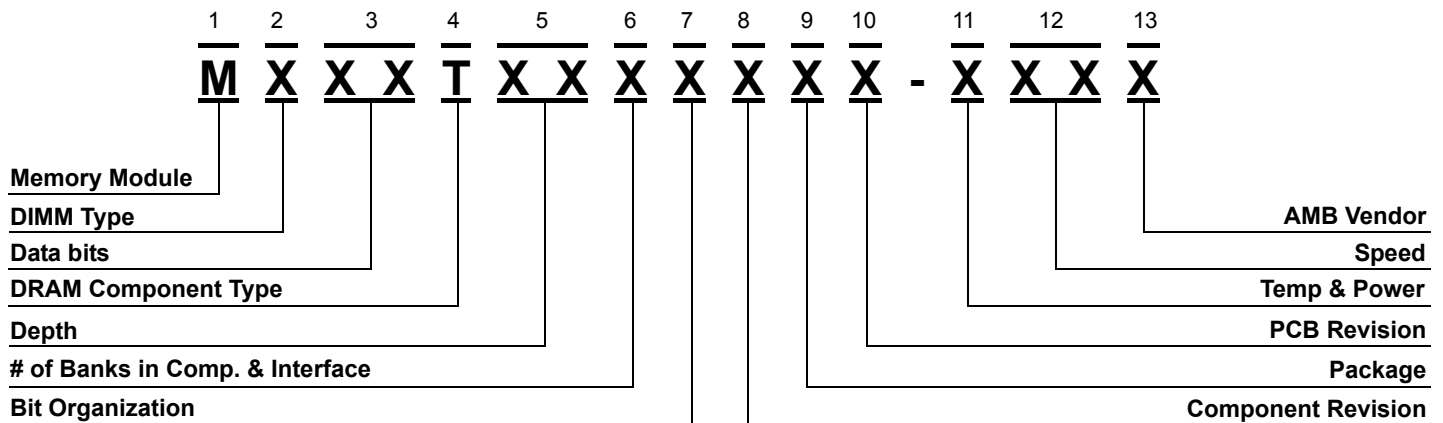 1 2 3 4 5 6 7 8 9 10 11 12 13
M X X X T X X X X X X X - X X X X
Memory Module
DIMM Type AMB Vendor
Data bits Speed
DRAM Component Type Temp & Power
Depth PCB Revision
# of Banks in Comp. & Interface Package
Bit Organization Component Revision